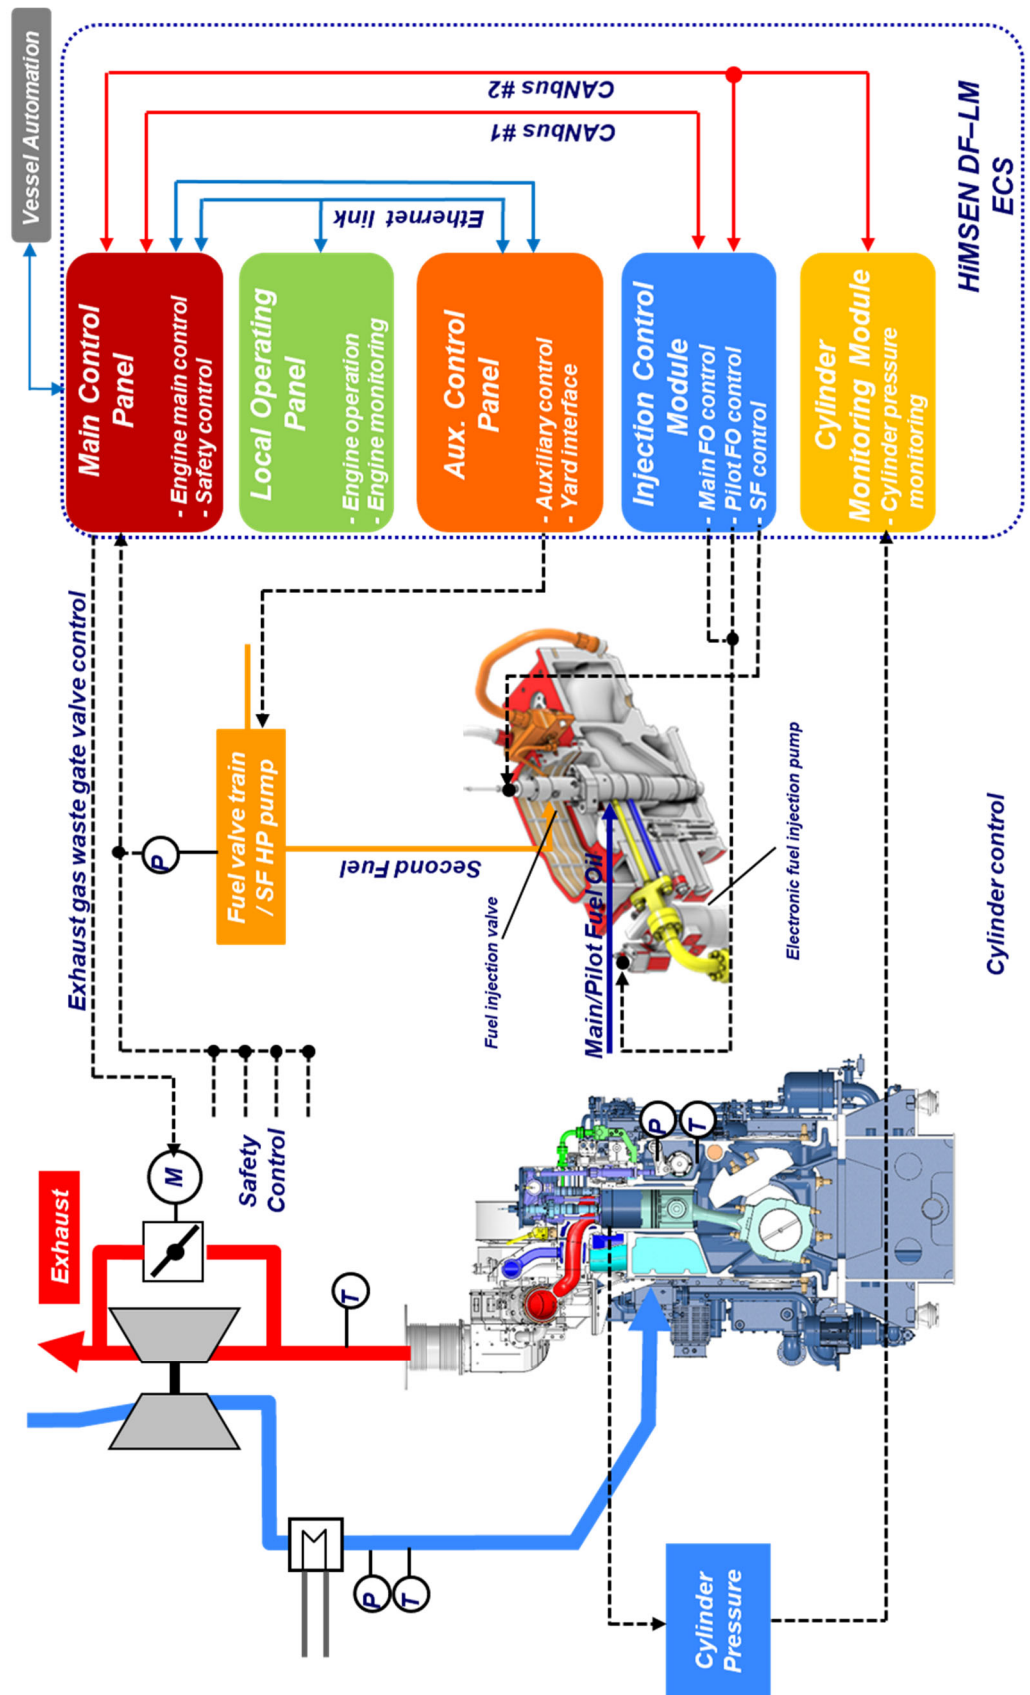 Vessel Automation
Main Control
Panel
- Engine main control
- Safety control
Local Operating
Panel
- Engine operation
- Engine monitoring
Aux. Control
Panel
- Auxiliary control
- Yard interface
Injection Control
Module
- Main FO control
- Pilot FO control
- SF control
Cylinder
Monitoring Module
- Cylinder pressure
monitoring
CANbus #2
CANbus #1
Ethernet link
HiMSEN DF–LM
ECS
Exhaust gas waste gate valve control
P
Fuel valve train
/ SF HP pump
Second Fuel
Fuel injection valve
Main/Pilot Fuel Oil
Electronic fuel injection pump
Cylinder control
Exhaust
M
Safety
Control
T
P
T
P
T
Cylinder
Pressure